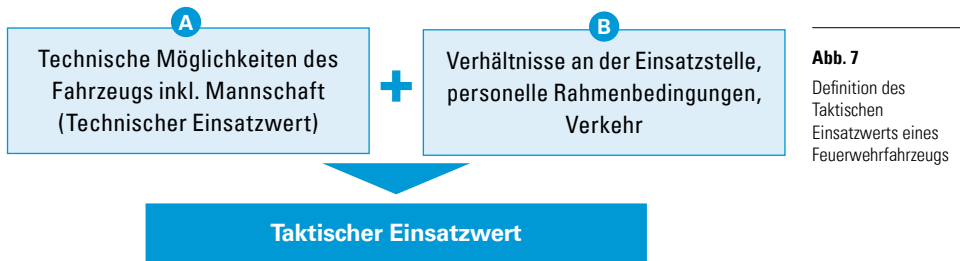 A
Technische Möglichkeiten des
Fahrzeugs inkl. Mannschaft
(Technischer Einsatzwert)
+
B
Verhältnisse an der Einsatzstelle,
personelle Rahmenbedingungen,
Verkehr
Taktischer Einsatzwert
Abb. 7
Definition des
Taktischen
Einsatzwerts eines
Feuerwehrfahrzeugs